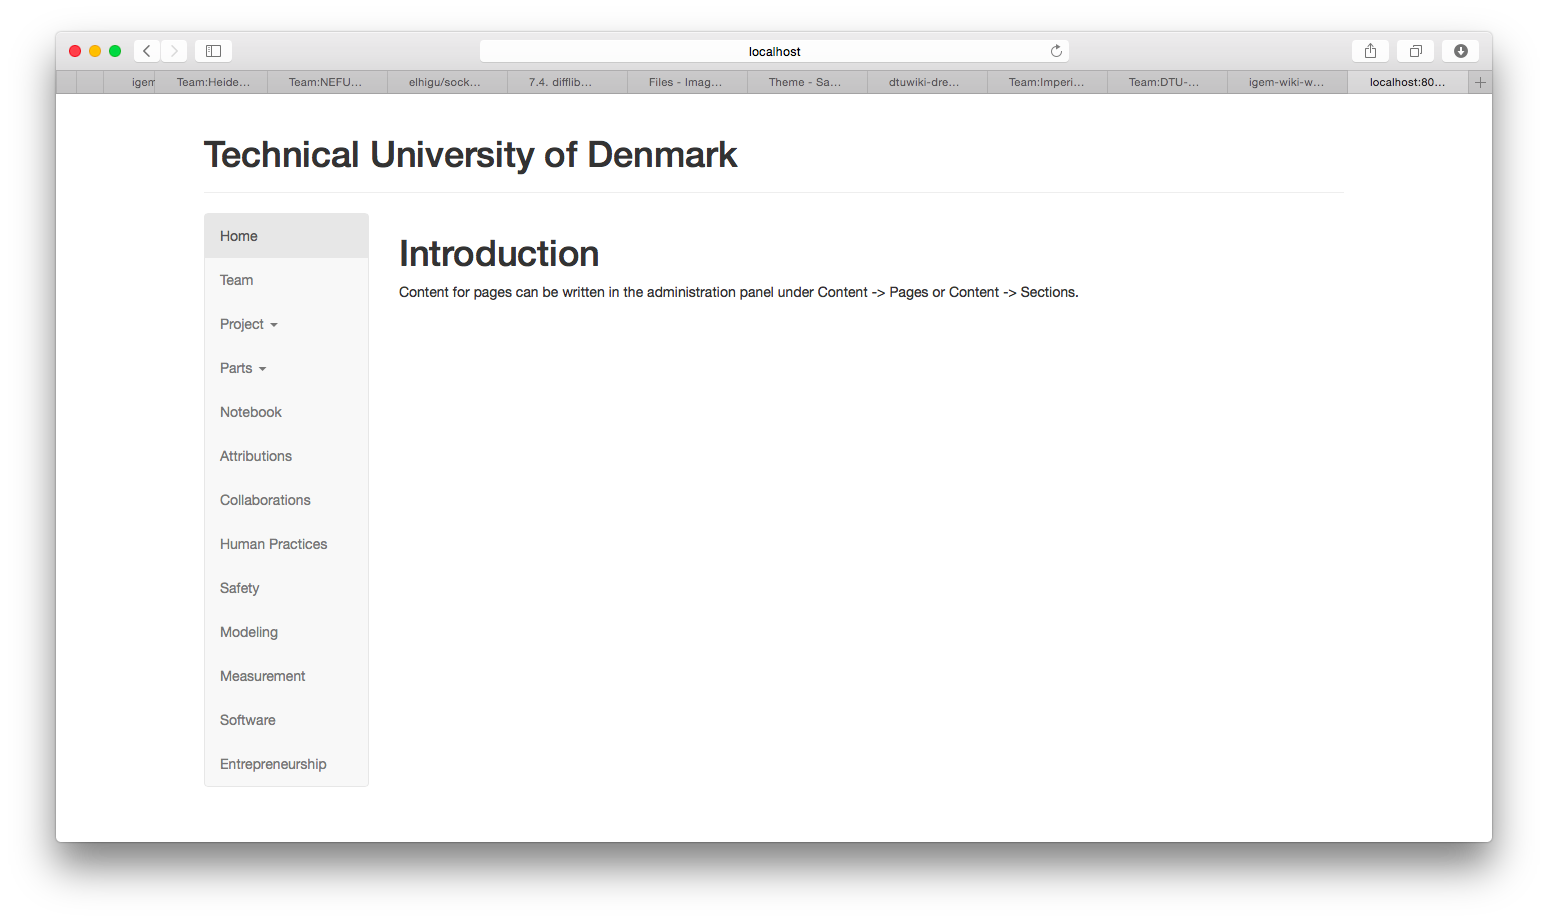 localhost
igem
Team:Heide...
Team:NEFU...
elhigu/sock...
7.4. difflib...
Files - Imag...
Theme - Sa...
dtuwiki-dre...
Team:Imperi...
Team:DTU-...
igem-wiki-w...
localhost:80...
Technical University of Denmark
Home
Team
Project
Parts
Notebook
Attributions
Collaborations
Human Practices
Safety
Modeling
Measurement
Software
Entrepreneurship
Introduction
Content for pages can be written in the administration panel under Content -> Pages or Content -> Sections.